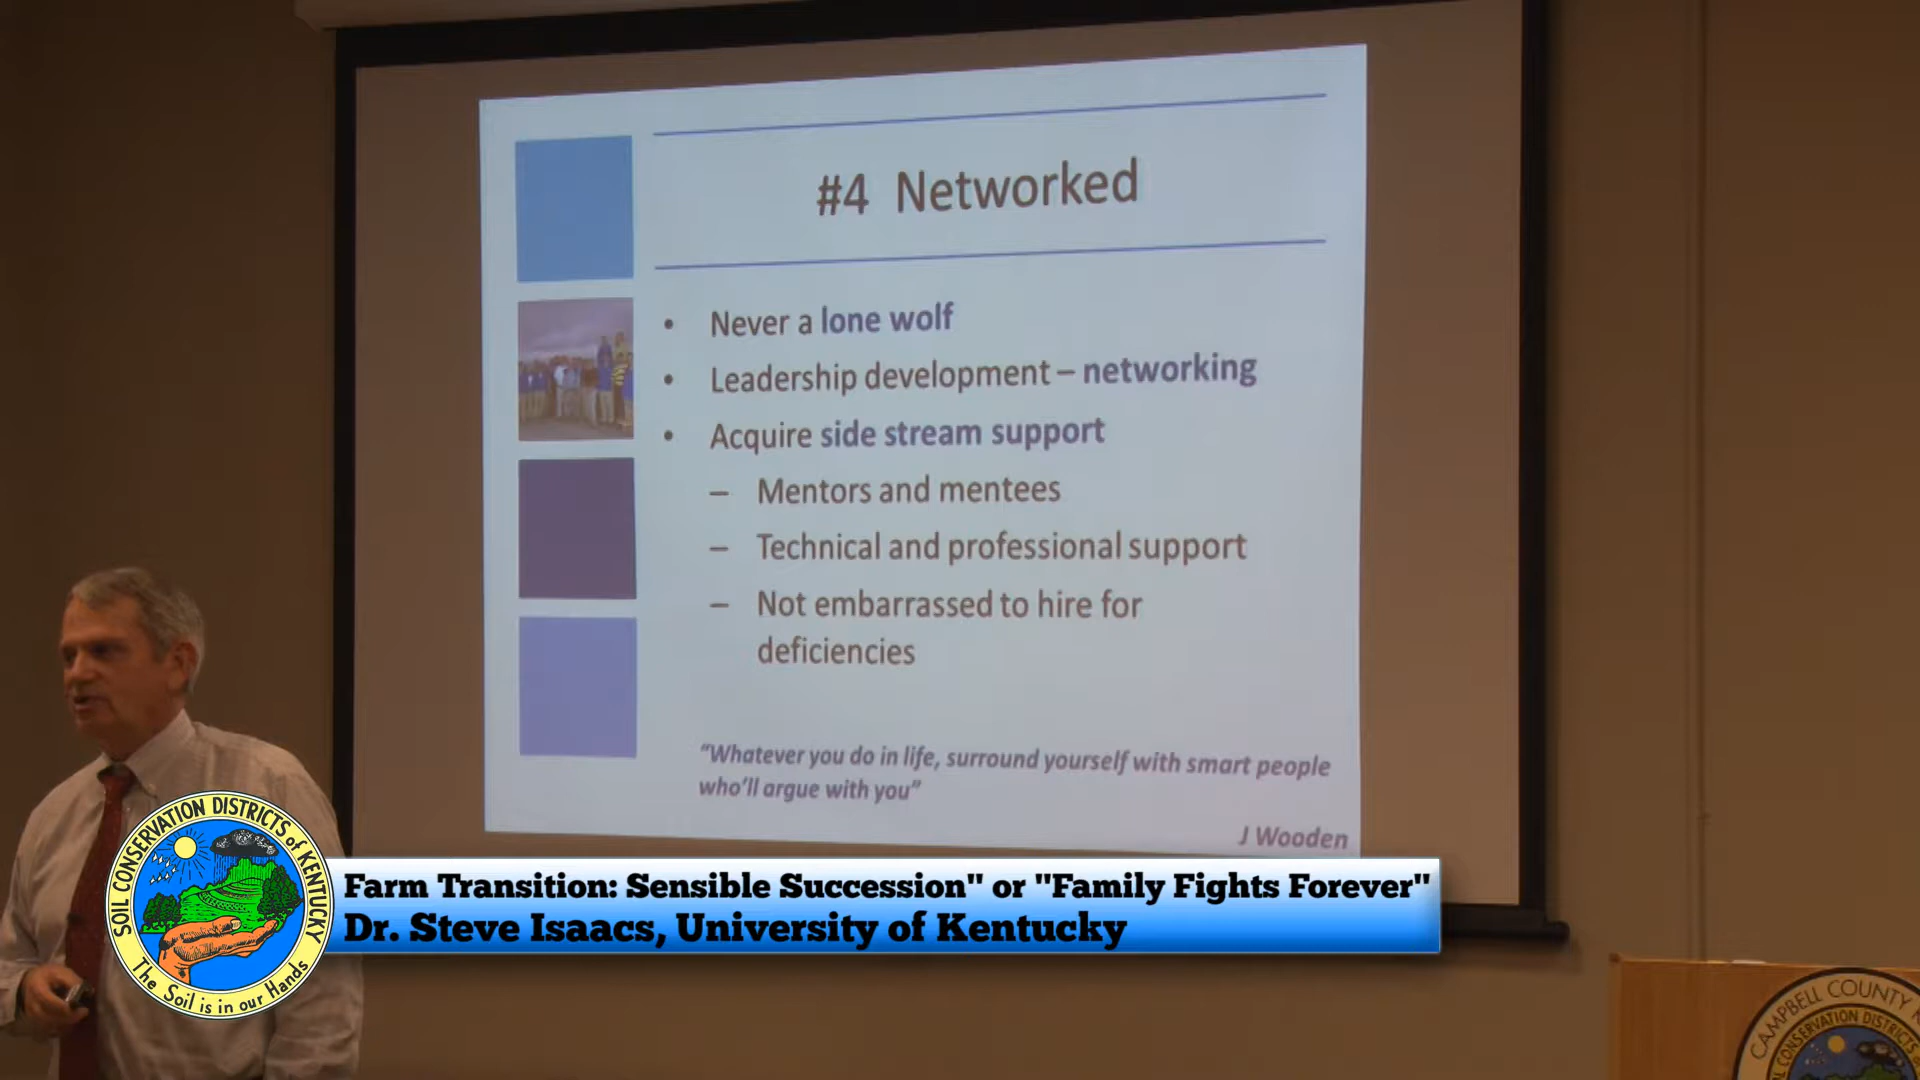 #4 Networked
• Never a lone wolf
• Leadership development – networking
• Acquire side stream support
– Mentors and mentees
– Technical and professional support
– Not embarrassed to hire for
deficiencies
"Whatever you do in life, surround yourself with smart people
who'll argue with you"
J Wooden
SOIL CONSERVATION DISTRICTS of KENTUCKY
The Soil is in our Hands
Farm Transition: Sensible Succession" or "Family Fights Forever"
Dr. Steve Isaacs, University of Kentucky
CAMPBELL COUNTY
CONSERVATION DISTRICTS